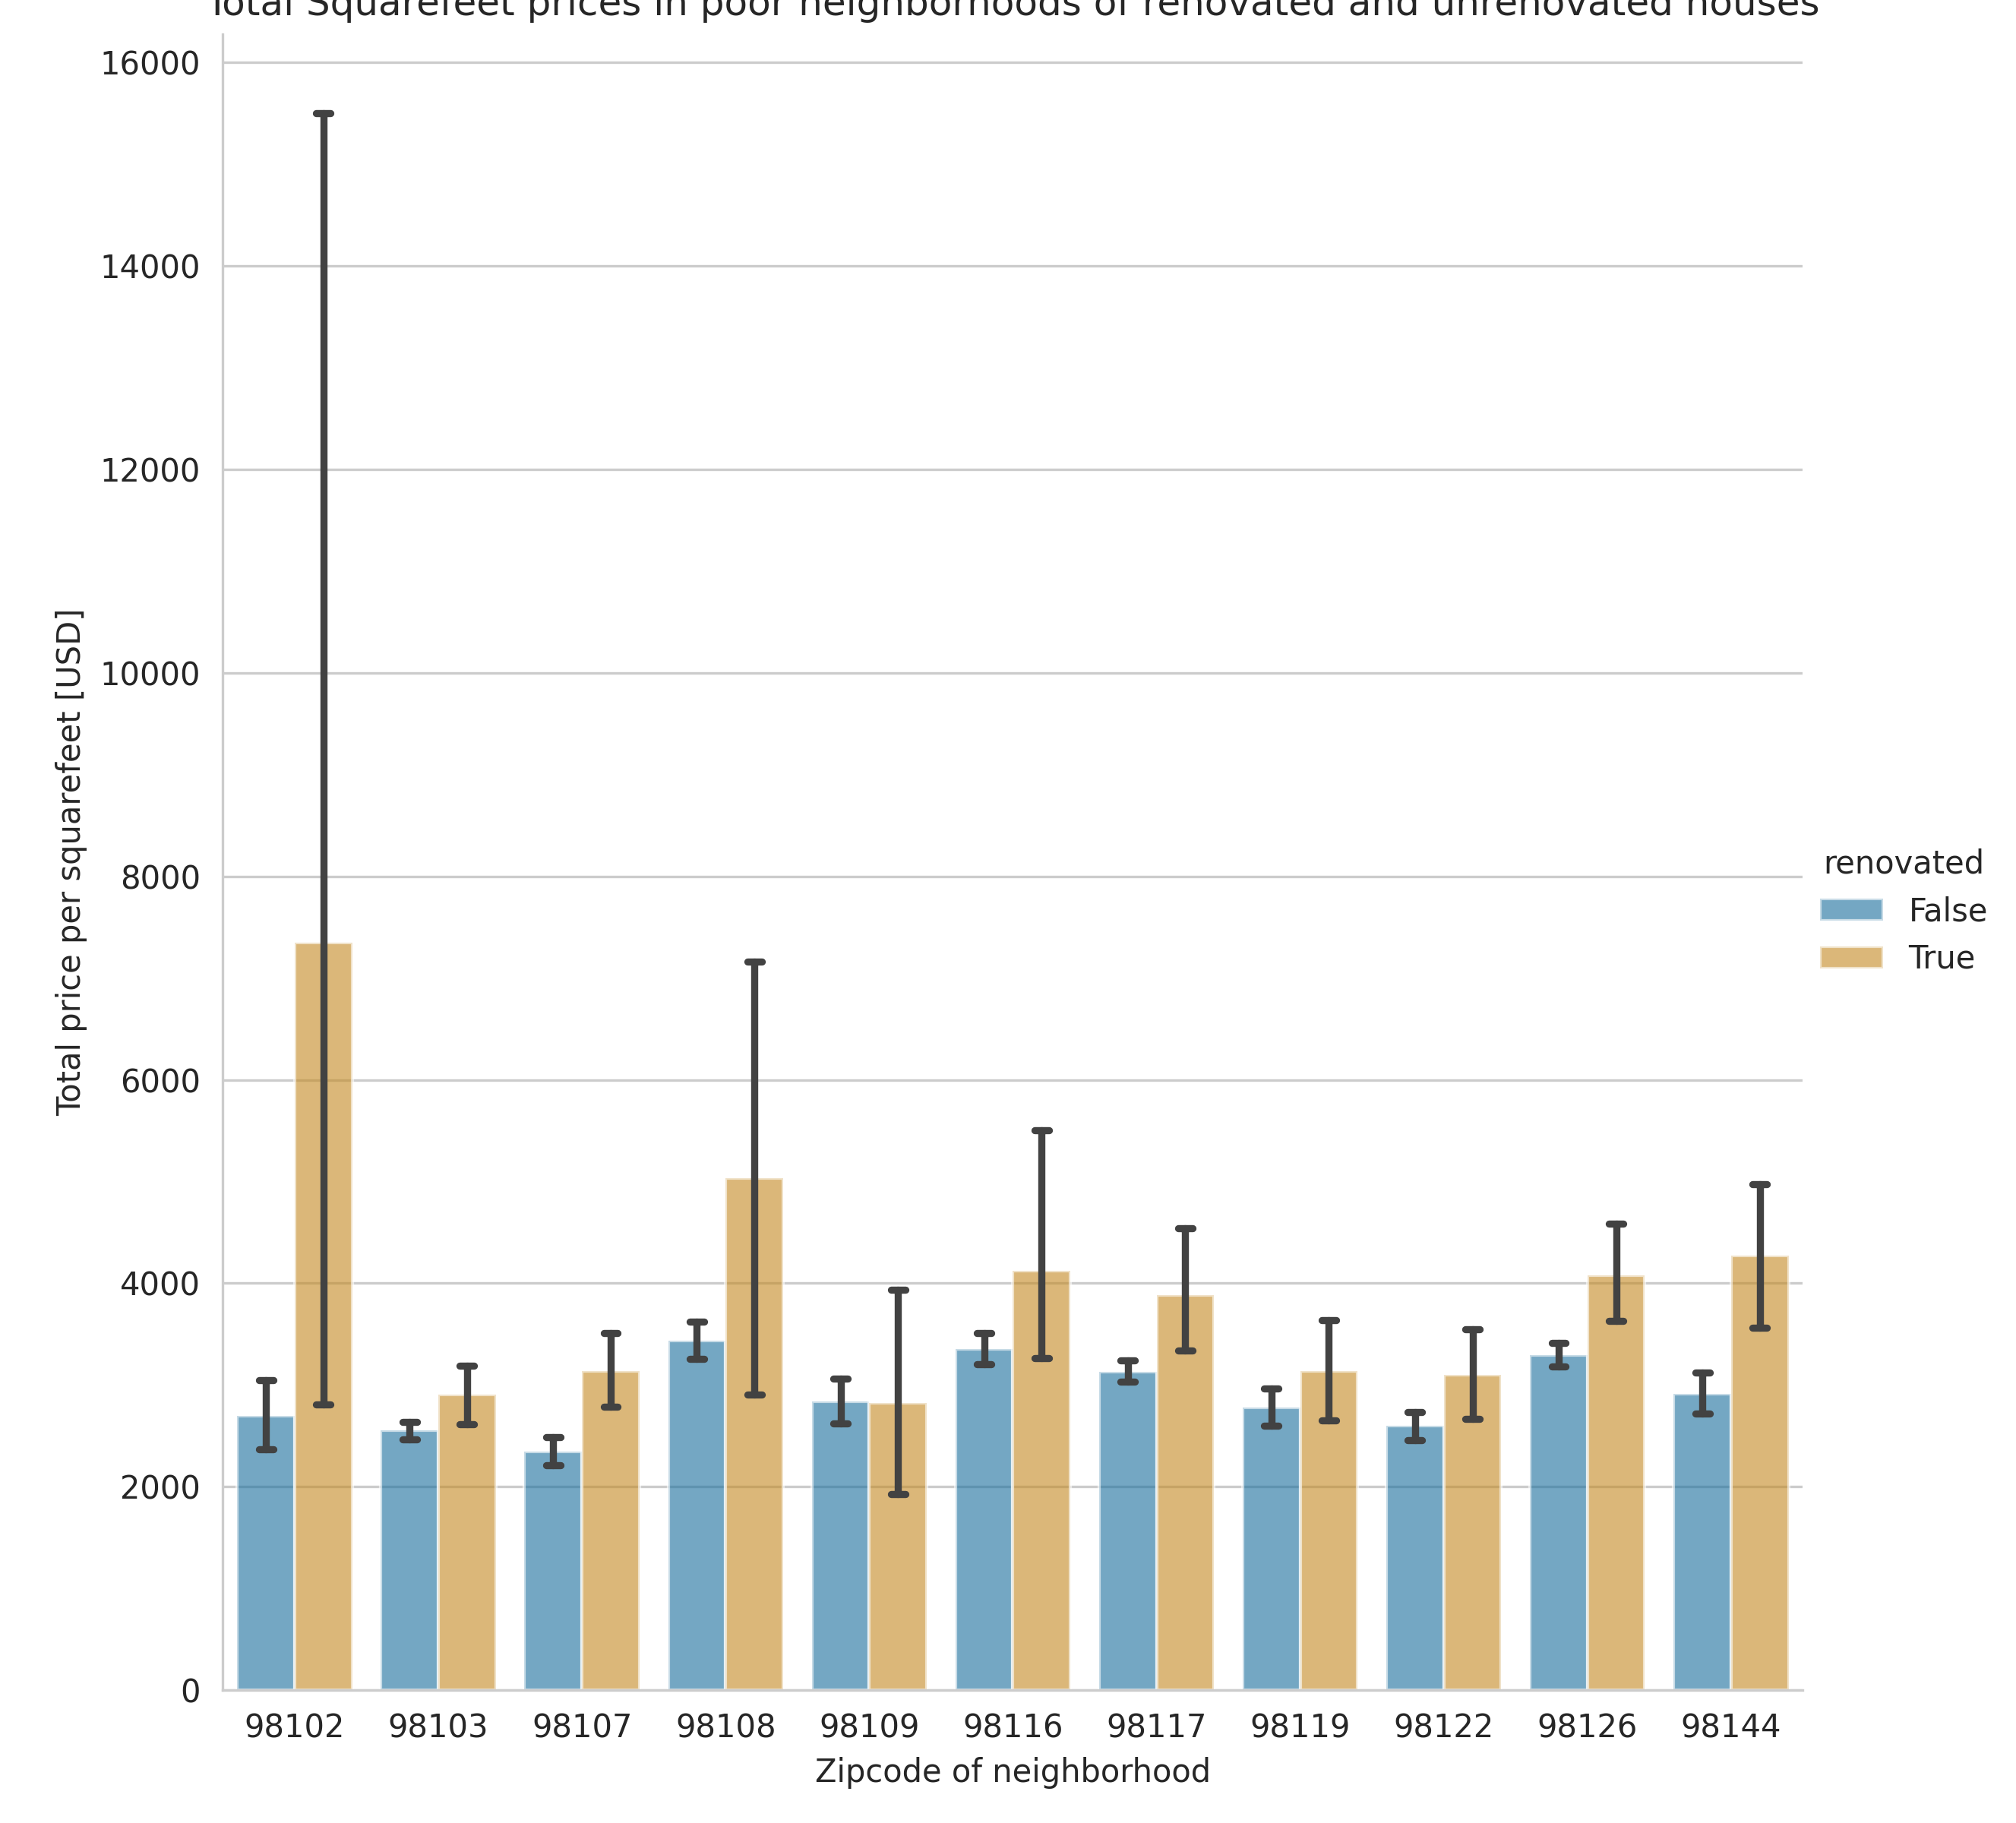 Total Squarefeet prices in poor neighborhoods of renovated and unrenovated houses
16000
14000
12000
10000
8000
6000
4000
2000
0
Total price per squarefeet [USD]
renovated
False
True
98102 98103 98107 98108 98109 98116 98117 98119 98122 98126 98144
Zipcode of neighborhood